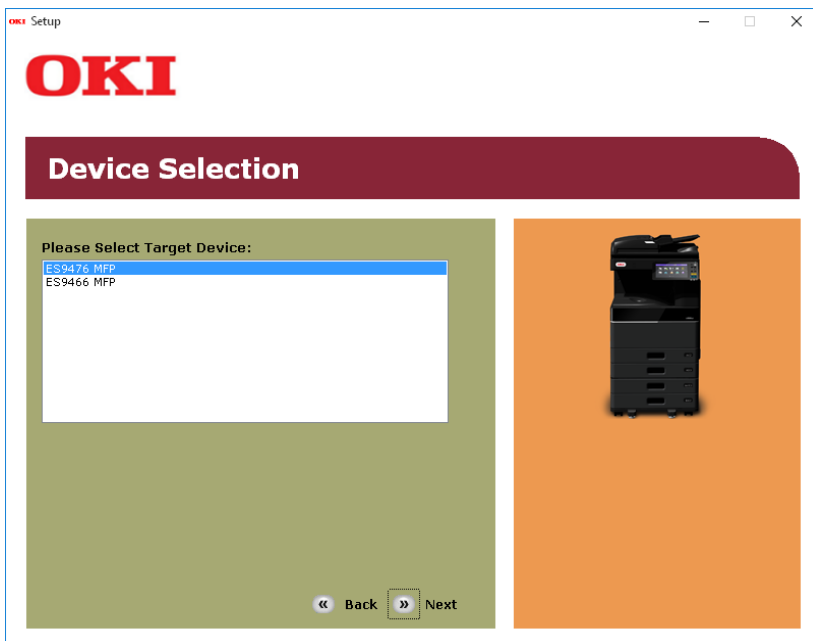 OKI Setup
OKI
Device Selection
Please Select Target Device:
ES9476 MFP
ES9466 MFP
« Back » Next